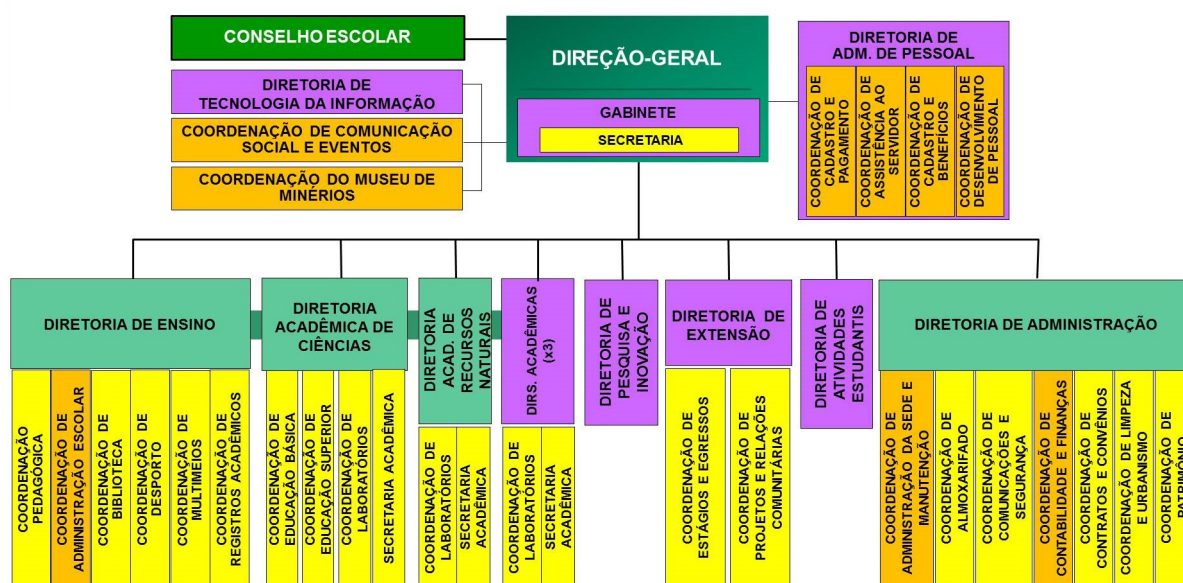 CONSELHO ESCOLAR
DIRETORIA DE
TECNOLOGIA DA INFORMAÇÃO
COORDENAÇÃO DE COMUNICAÇÃO
SOCIAL E EVENTOS
COORDENAÇÃO DO MUSEU DE
MINÉRIOS
DIREÇÃO-GERAL
GABINETE
SECRETARIA
DIRETORIA DE
ADM. DE PESSOAL
COORDENAÇÃO DE
CADASTRO E
PAGAMENTO
COORDENAÇÃO DE
ASSISTÊNCIA AO
SERVIDOR
COORDENAÇÃO DE
CADASTRO E
BENEFÍCIOS
COORDENAÇÃO DE
DESENVOLVIMENTO
DE PESSOAL
DIRETORIA DE ENSINO
COORDENAÇÃO
PEDAGÓGICA
COORDENAÇÃO DE
ADMINISTRAÇÃO ESCOLAR
COORDENAÇÃO DE
BIBLIOTECA
COORDENAÇÃO DE
DESPORTO
COORDENAÇÃO DE
MULTIMEIOS
COORDENAÇÃO DE
REGISTROS ACADÊMICOS
DIRETORIA
ACADÊMICA DE
CIÊNCIAS
COORDENAÇÃO DE
EDUCAÇÃO BÁSICA
COORDENAÇÃO DE
EDUCAÇÃO SUPERIOR
COORDENAÇÃO DE
LABORATÓRIOS
SECRETARIA ACADÊMICA
DIRETORIA
ACAD. DE
RECURSOS
NATURAIS
COORDENAÇÃO DE
LABORATÓRIOS
SECRETARIA
ACADÊMICA
DIRS. ACADÊMICAS
(x3)
COORDENAÇÃO DE
LABORATÓRIOS
SECRETARIA
ACADÊMICA
DIRETORIA DE
PESQUISA E
INOVAÇÃO
DIRETORIA DE
EXTENSÃO
COORDENAÇÃO DE
ESTÁGIOS E EGRESSOS
COORDENAÇÃO DE
PROJETOS E RELAÇÕES
COMUNITÁRIAS
DIRETORIA DE
ATIVIDADES
ESTUDANTIS
DIRETORIA DE ADMINISTRAÇÃO
COORDENAÇÃO DE
ADMINISTRAÇÃO DA SEDE E
MANUTENÇÃO
COORDENAÇÃO DE
ALMOXARIFADO
COORDENAÇÃO DE
COMUNICAÇÕES E
SEGURANÇA
COORDENAÇÃO DE
CONTABILIDADE E FINANÇAS
COORDENAÇÃO DE
CONTRATOS E CONVÊNIOS
COORDENAÇÃO DE LIMPEZA
E URBANISMO
COORDENAÇÃO DE
PATRIMÔNIO